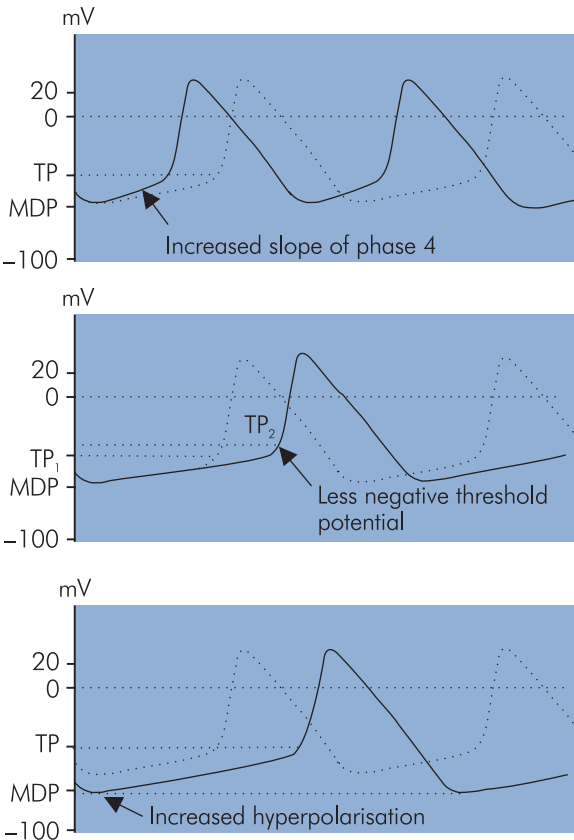 mV
20
0
TP
MDP
–100
Increased slope of phase 4
mV
20
0
TP₂
TP₁
MDP
–100
Less negative threshold
potential
mV
20
0
TP
MDP
–100
Increased hyperpolarisation